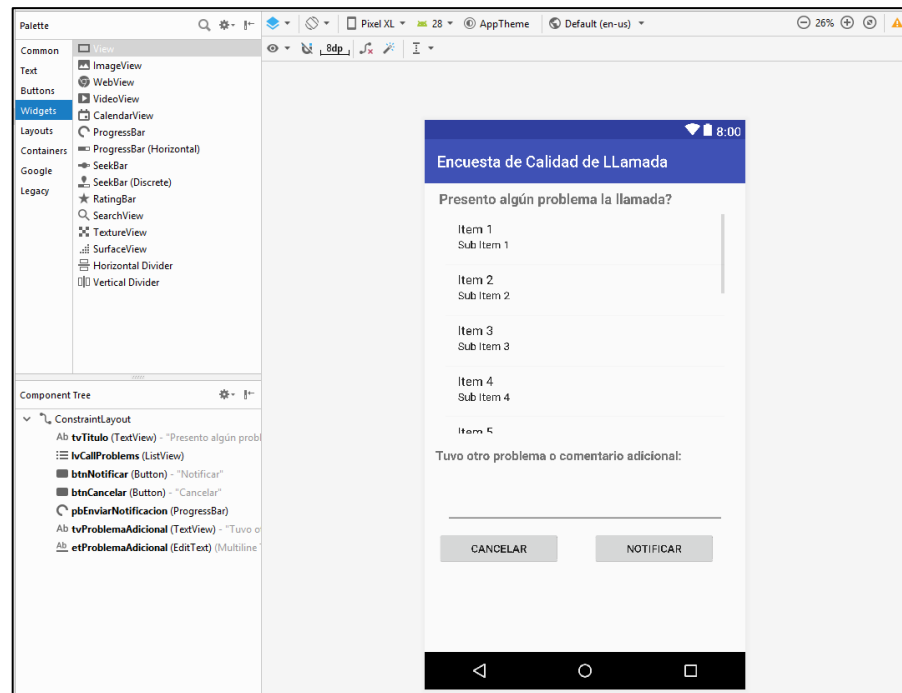 Palette
Pixel XL
28
AppTheme
Default (en-us)
26%
8dp
Common
Text
Buttons
Widgets
Layouts
Containers
Google
Legacy
View
ImageView
WebView
VideoView
CalendarView
ProgressBar
ProgressBar (Horizontal)
SeekBar
SeekBar (Discrete)
RatingBar
SearchView
TextureView
SurfaceView
Horizontal Divider
Vertical Divider
Component Tree
ConstraintLayout
Ab tvTitulo (TextView) - "Presento algún probl
lvCallProblems (ListView)
btnNotificar (Button) - "Notificar"
btnCancelar (Button) - "Cancelar"
pbEnviarNotificacion (ProgressBar)
Ab tvProblemaAdicional (TextView) - "Tuvo o
Ab etProblemaAdicional (EditText) (Multiline
8:00
Encuesta de Calidad de LLamada
Presento algún problema la llamada?
Item 1
Sub Item 1
Item 2
Sub Item 2
Item 3
Sub Item 3
Item 4
Sub Item 4
Item 5
Tuvo otro problema o comentario adicional:
CANCELAR
NOTIFICAR